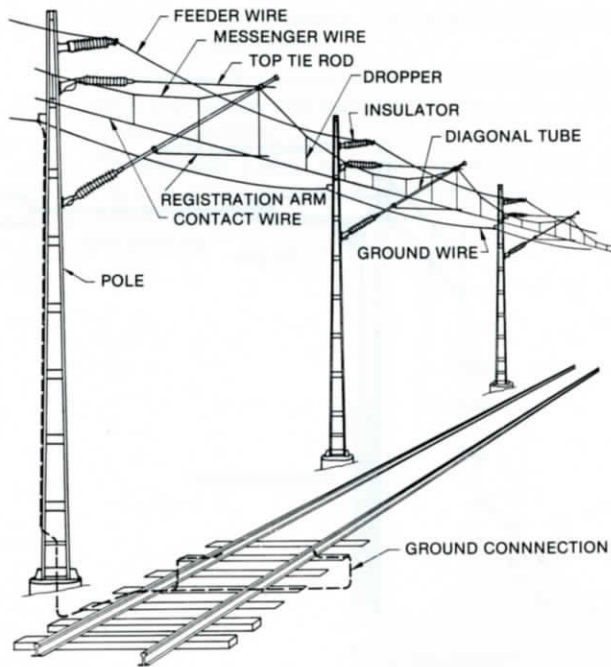 FEEDER WIRE
MESSENGER WIRE
TOP TIE ROD
DROPPER
INSULATOR
DIAGONAL TUBE
REGISTRATION ARM
CONTACT WIRE
GROUND WIRE
POLE
GROUND CONNNECTION